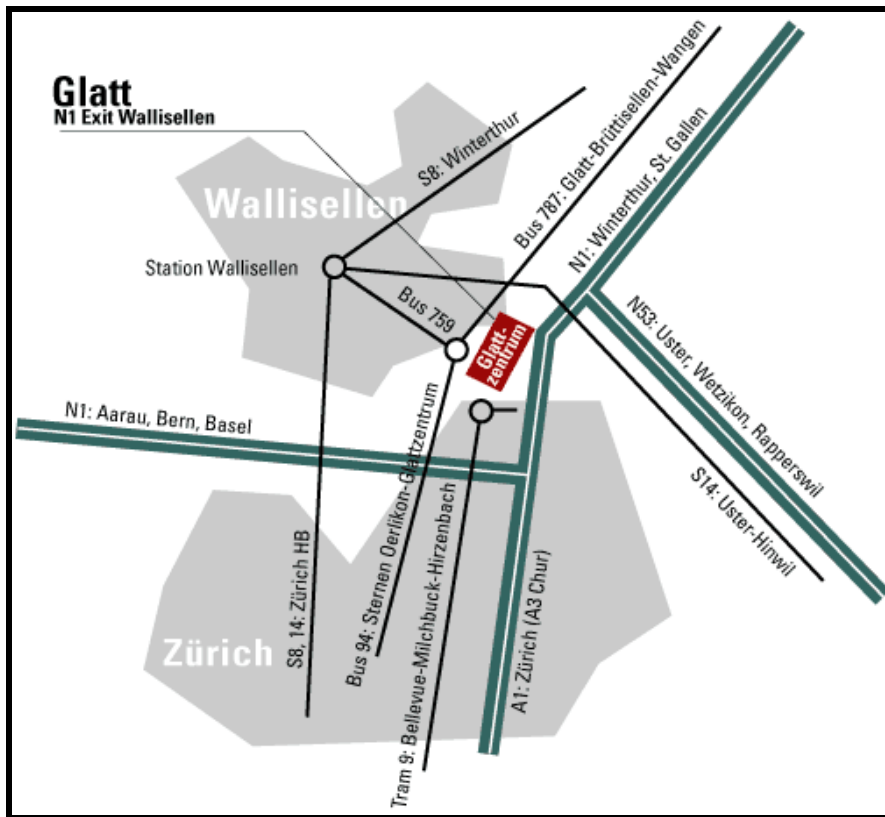 Glatt
N1 Exit Wallisellen
S8: Winterthur
Bus 787: Glatt-Brüttisellen-Wangen
N1: Winterthur, St. Gallen
Wallisellen
Station Wallisellen
Bus 759
Glatt-
zentrum
N53: Uster, Wetzikon, Rapperswil
N1: Aarau, Bern, Basel
S14: Uster-Hinwil
S8, 14: Zürich HB
Bus 94: Sternen Oerlikon-Glattzentrum
Tram 9: Bellevue-Milchbuck-Hirzenbach
A1: Zürich (A3 Chur)
Zürich